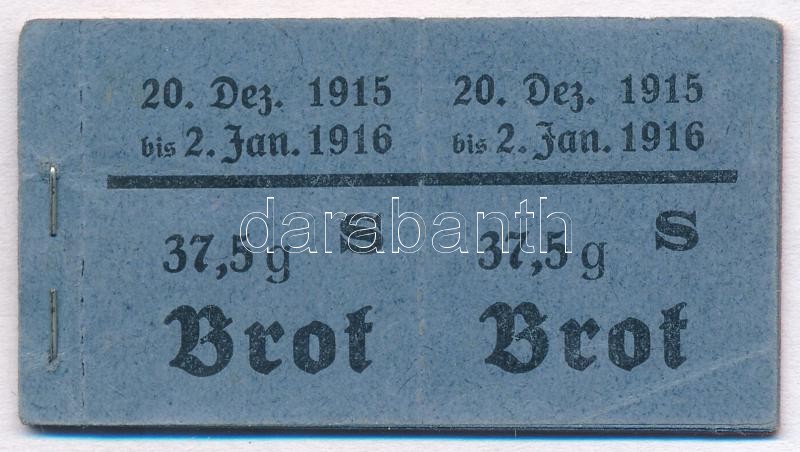 20. Dez. 1915 20. Dez. 1915
bis 2. Jan. 1916 bis 2. Jan. 1916
darabanth
37,5 g S 37,5 g S
Brot Brot